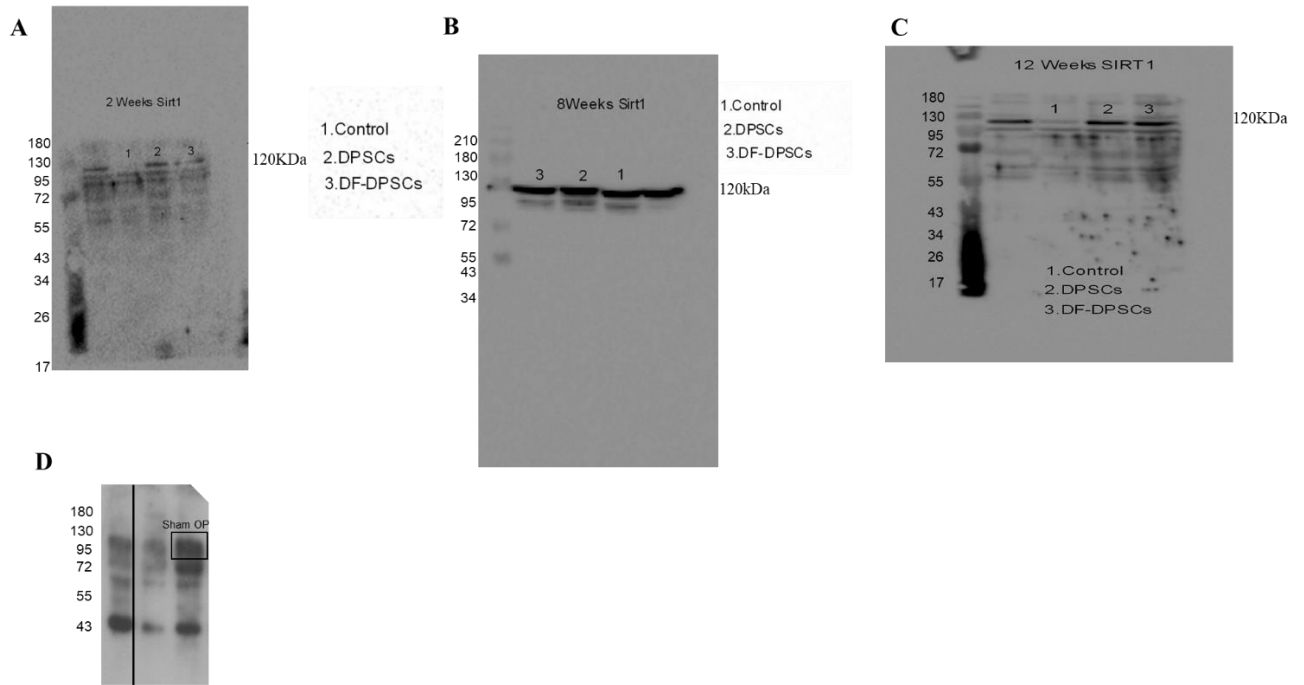 A
2 Weeks Sirt1
180
130
95
72
55
43
34
26
17
1
2
3
120KDa
1.Control
2.DPSCs
3.DF-DPSCs
B
8Weeks Sirt1
210
180
130
95
72
55
43
34
3
2
1
120kDa
1.Control
2.DPSCs
3.DF-DPSCs
C
12 Weeks SIRT1
180
130
95
72
55
43
34
26
17
1
2
3
120KDa
1.Control
2.DPSCs
3.DF-DPSCs
D
180
130
95
72
55
43
Sham OP